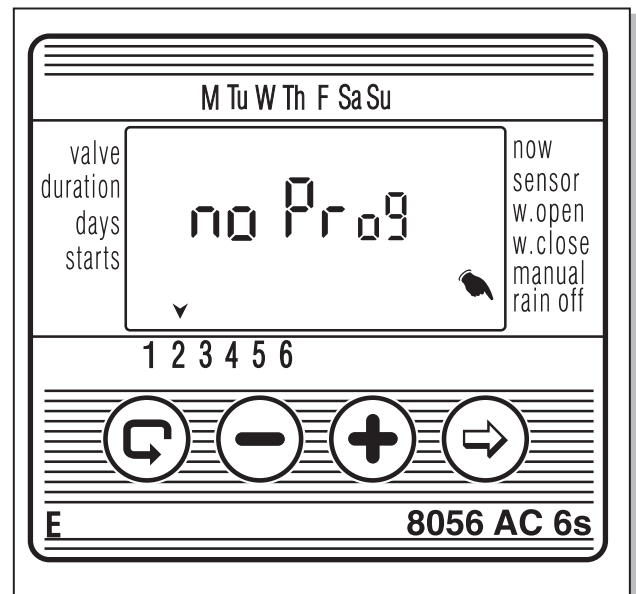 M Tu W Th F Sa Su
valve
duration
days
starts
no Prog
now
sensor
w.open
w.close
manual
rain off
1 2 3 4 5 6
E
8056 AC 6s